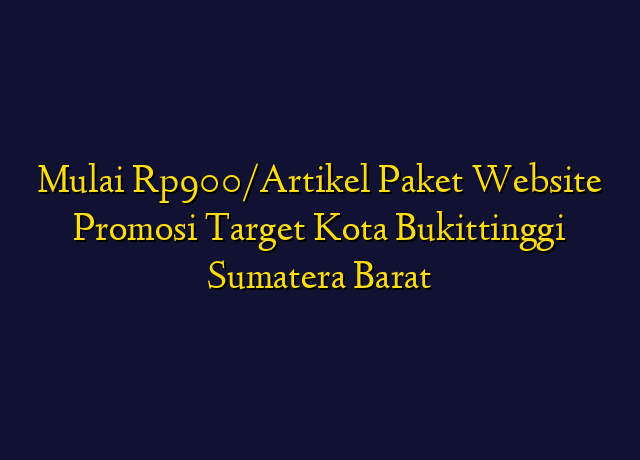 Mulai Rp900/Artikel Paket Website
Promosi Target Kota Bukittinggi
Sumatera Barat